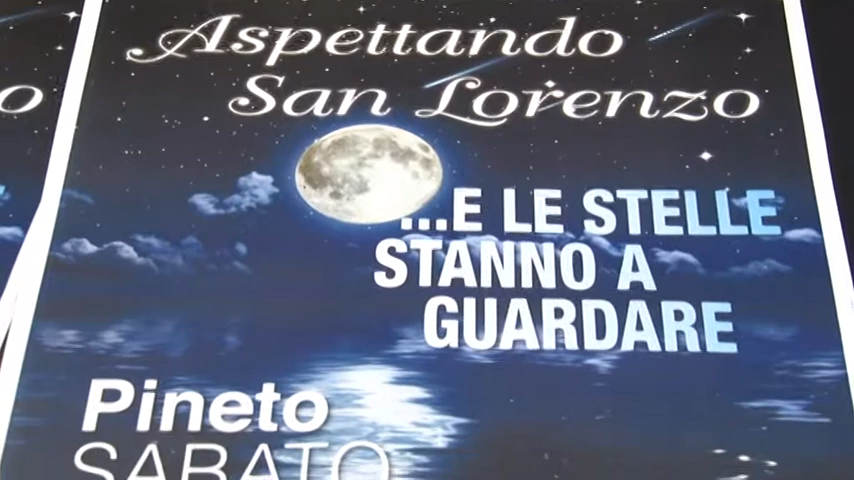 Aspettando
San Lorenzo
...E LE STELLE
STANNO A
GUARDARE
Pineto
SABATO